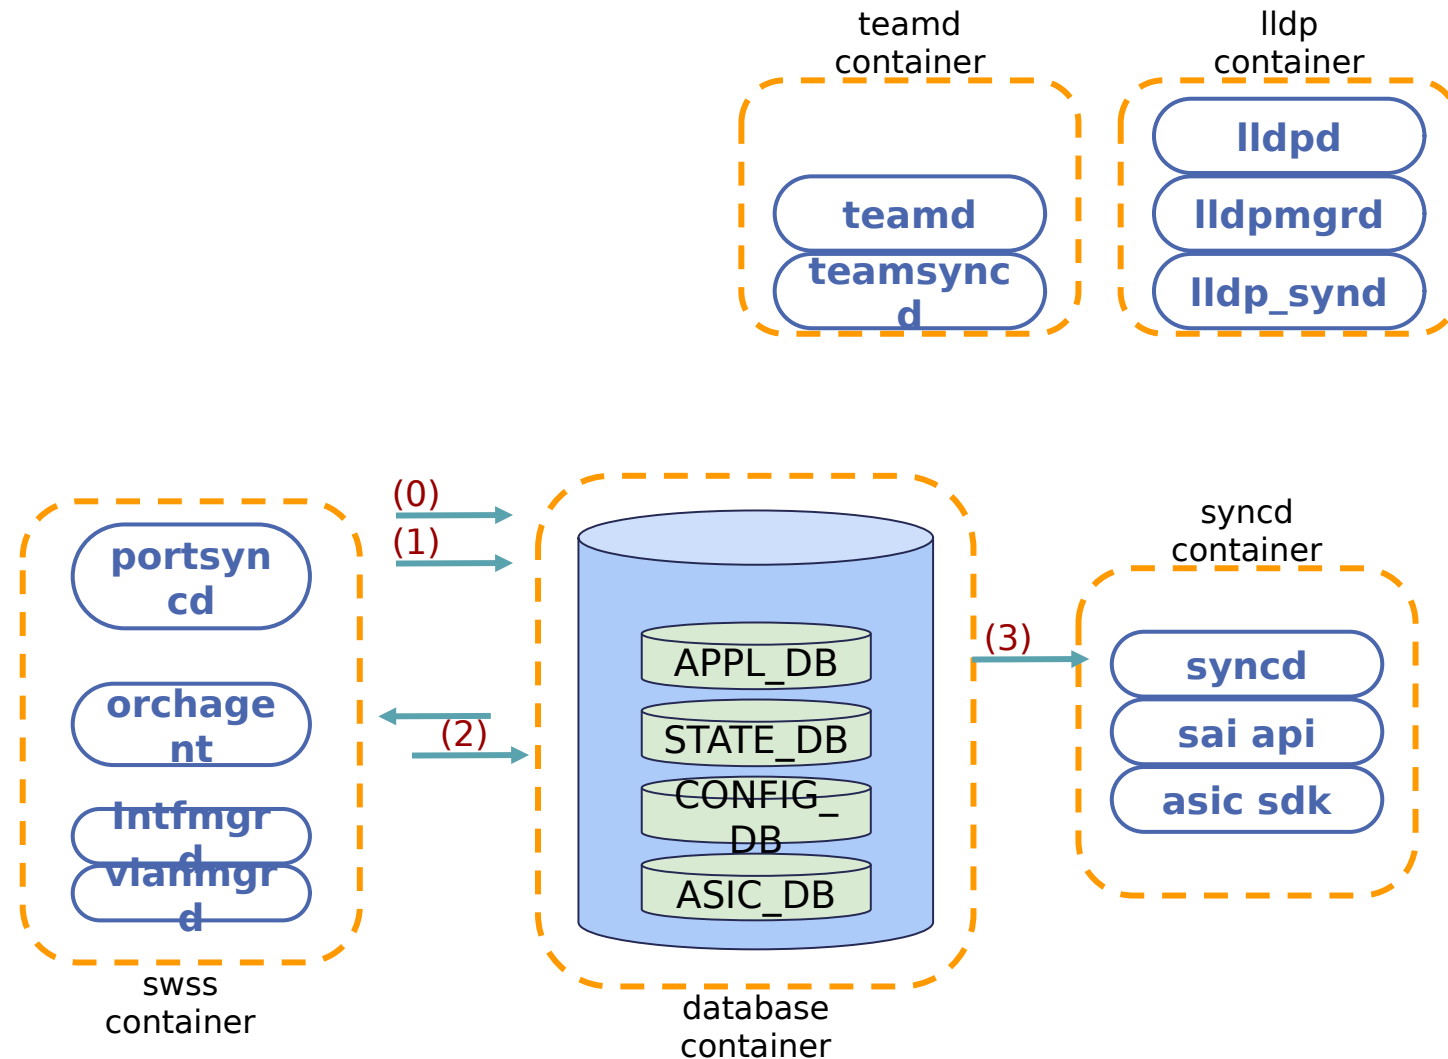 teamd
container
lldp
container
lldpd
teamd
lldpmgrd
teamsync
d
lldp_synd
(0)
(1)
portsyn
cd
orchage
nt
Intfmgr
d
vlanmgr
d
swss
container
(2)
APPL_DB
STATE_DB
CONFIG_
DB
ASIC_DB
database
container
(3)
syncd
container
syncd
sai api
asic sdk